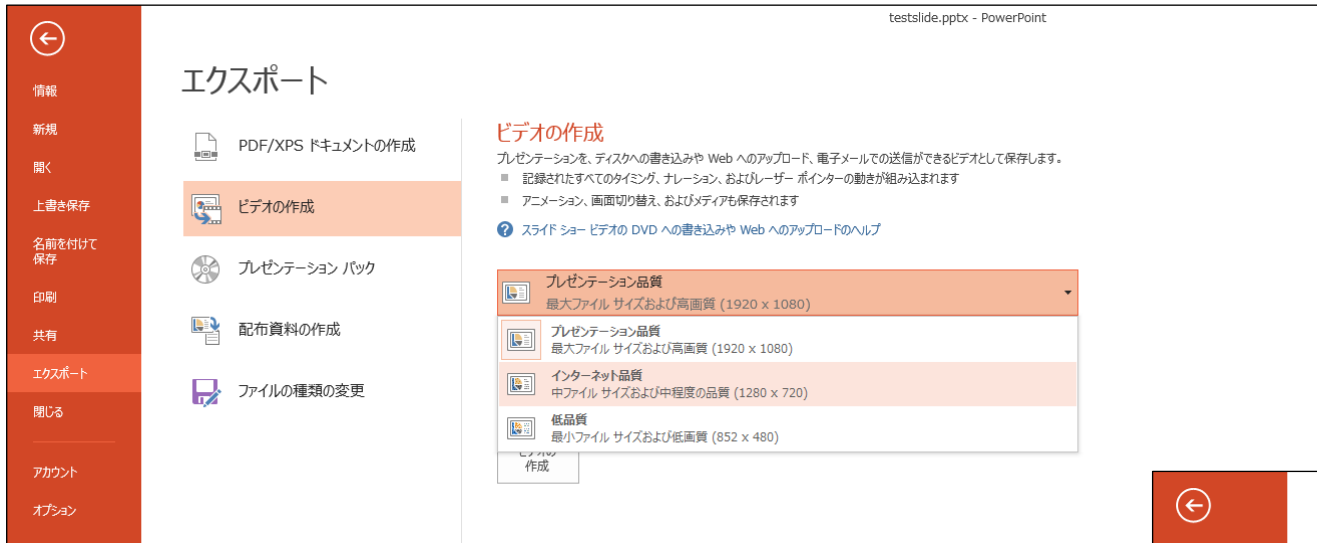 testslide.pptx - PowerPoint
情報
新規
開く
上書き保存
名前を付けて
保存
印刷
共有
エクスポート
閉じる
アカウント
オプション
エクスポート
PDF/XPS ドキュメントの作成
ビデオの作成
プレゼンテーション パック
配布資料の作成
ファイルの種類の変更
ビデオの作成
プレゼンテーションを、ディスクへの書き込みや Web へのアップロード、電子メールでの送信ができるビデオとして保存します。
記録されたすべてのタイミング、ナレーション、およびレーザー ポインターの動きが組み込まれます
アニメーション、画面切り替え、およびメディアも保存されます
スライド ショー ビデオの DVD への書き込みや Web へのアップロードのヘルプ
プレゼンテーション品質
最大ファイル サイズおよび高画質 (1920 x 1080)
プレゼンテーション品質
最大ファイル サイズおよび高画質 (1920 x 1080)
インターネット品質
中ファイル サイズおよび中程度の品質 (1280 x 720)
低品質
最小ファイル サイズおよび低画質 (852 x 480)
作成